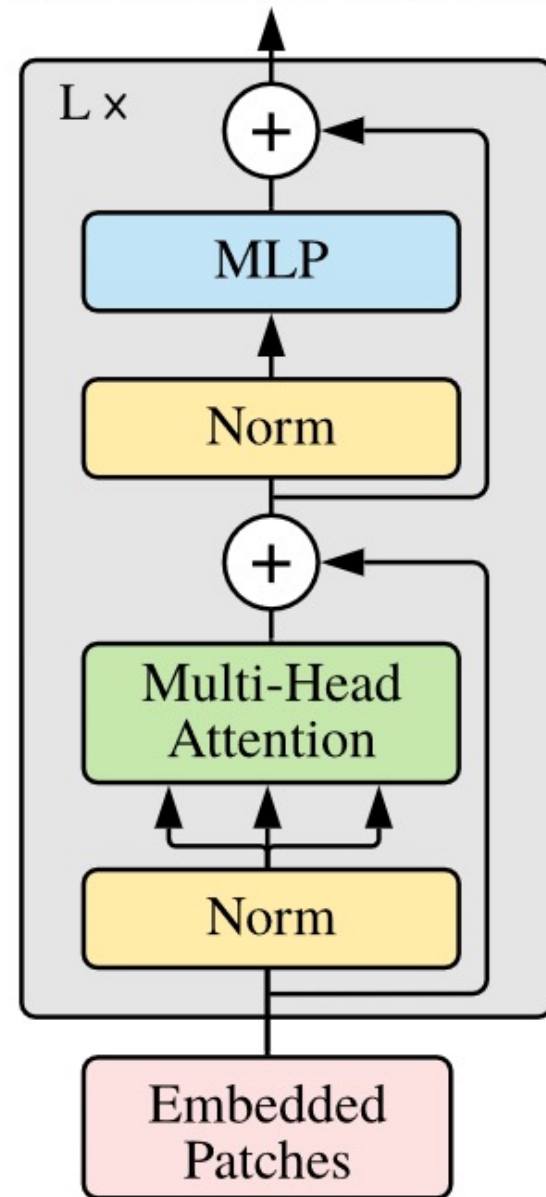 L ×
+
MLP
Norm
+
Multi-Head
Attention
Norm
Embedded
Patches